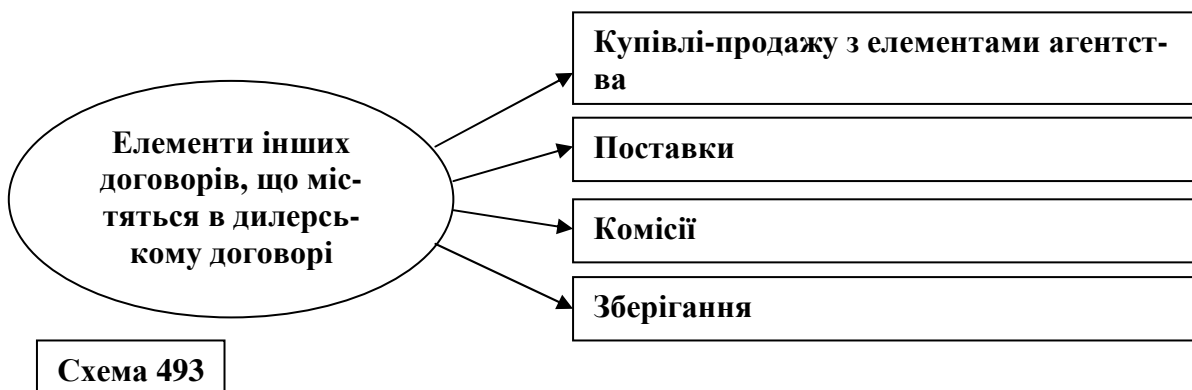 Елементи інших
договорів, що міс-
тяться в дилерсь-
кому договорі
Купівлі-продажу з елементами агентст-
ва
Поставки
Комісії
Зберігання
Схема 493